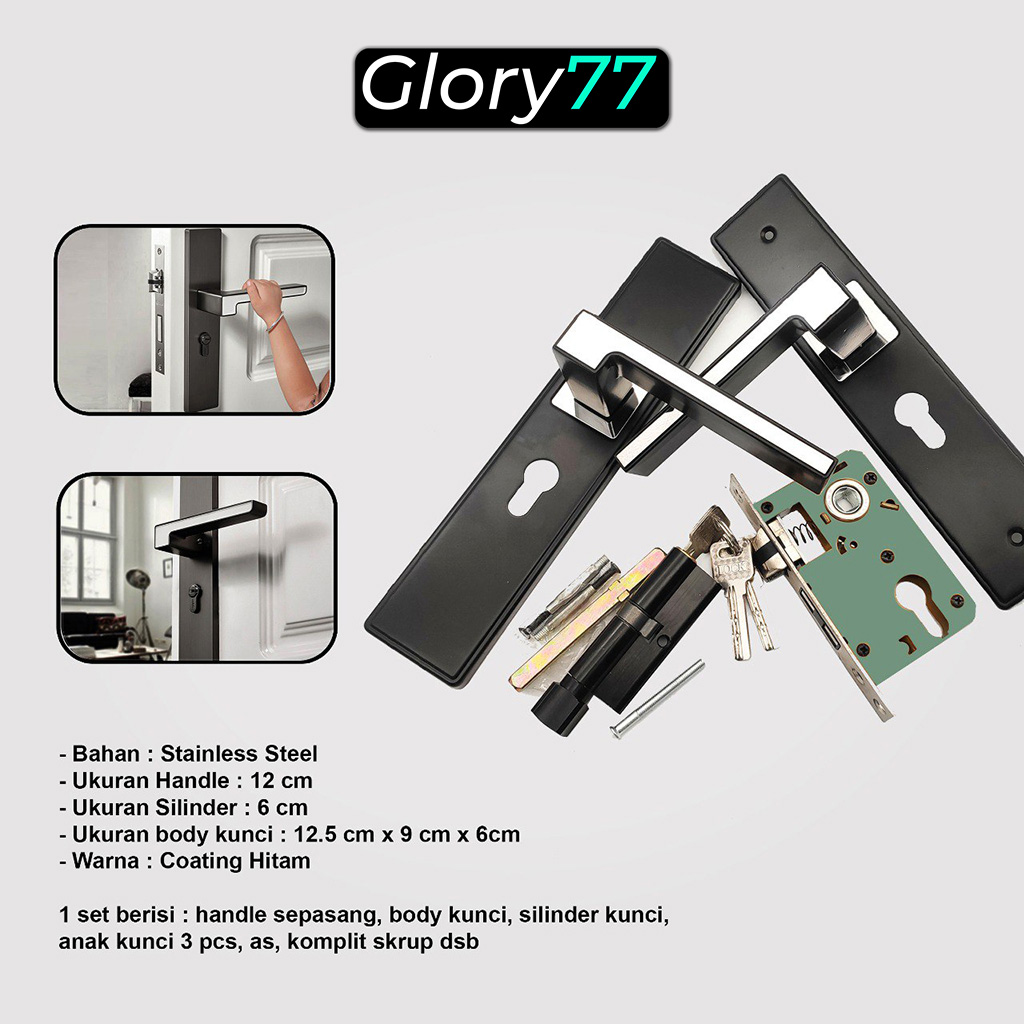 Glory77
- Bahan : Stainless Steel
- Ukuran Handle : 12 cm
- Ukuran Silinder : 6 cm
- Ukuran body kunci : 12.5 cm x 9 cm x 6cm
- Warna : Coating Hitam
1 set berisi : handle sepasang, body kunci, silinder kunci,
anak kunci 3 pcs, as, komplit skrup dsb